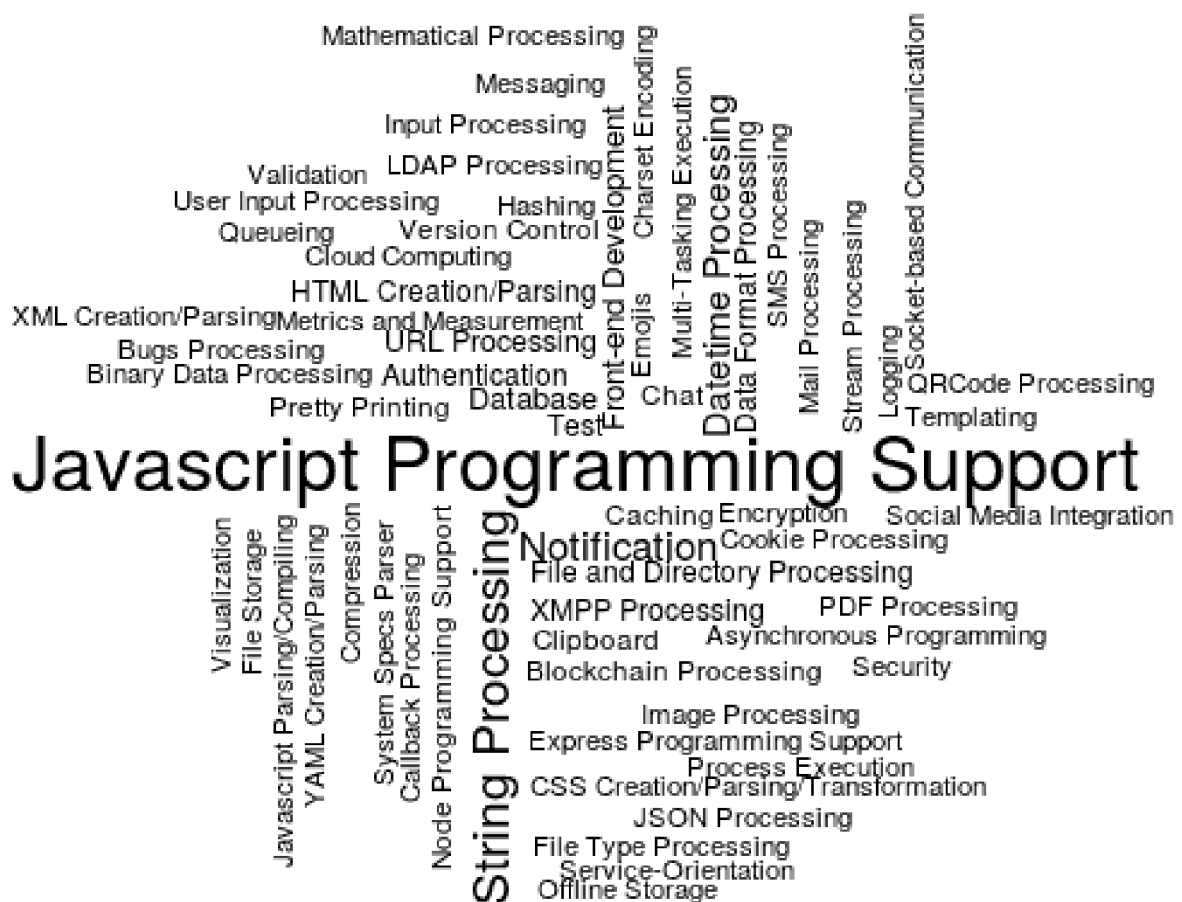 Mathematical Processing
Messaging
Input Processing
LDAP Processing
Validation
User Input Processing
Hashing
Queueing
Version Control
Cloud Computing
HTML Creation/Parsing
XML Creation/Parsing
Metrics and Measurement
URL Processing
Bugs Processing
Binary Data Processing
Authentication
Pretty Printing
Database
Test
Front-end Development
Charset Encoding
Emojis
Chat
Multi-Tasking Execution
Datetime Processing
Data Format Processing
SMS Processing
Mail Processing
Stream Processing
Logging
Socket-based Communication
QRCode Processing
Templating
Javascript Programming Support
Visualization
File Storage
Javascript Parsing/Compiling
YAML Creation/Parsing
Compression
System Specs Parser
Callback Processing
Node Programming Support
String Processing
Caching
Encryption
Social Media Integration
Notification
Cookie Processing
File and Directory Processing
XMPP Processing
PDF Processing
Clipboard
Asynchronous Programming
Blockchain Processing
Security
Image Processing
Express Programming Support
Process Execution
CSS Creation/Parsing/Transformation
JSON Processing
File Type Processing
Service-Orientation
Offline Storage